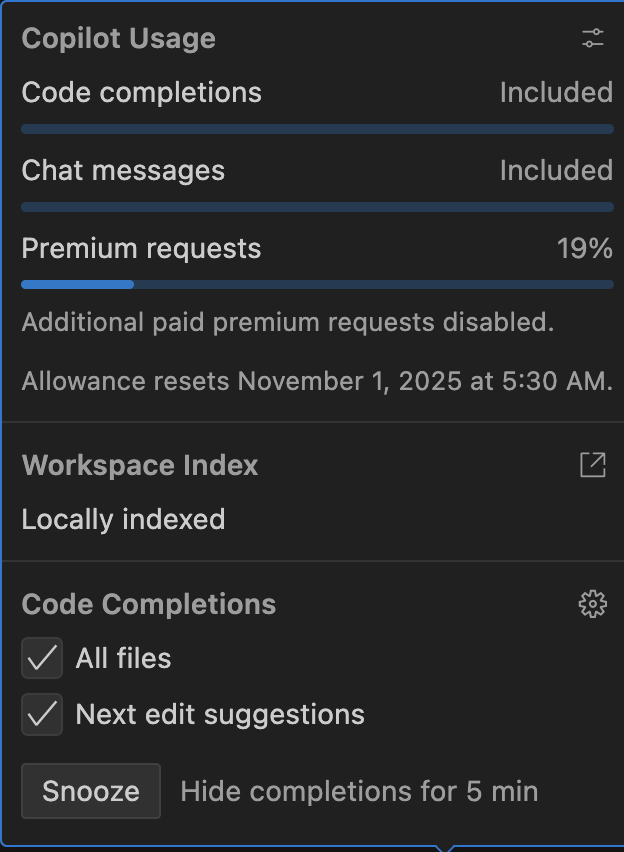 Copilot Usage
Code completions Included
Chat messages Included
Premium requests 19%
Additional paid premium requests disabled.
Allowance resets November 1, 2025 at 5:30 AM.
Workspace Index
Locally indexed
Code Completions
All files
Next edit suggestions
Snooze Hide completions for 5 min